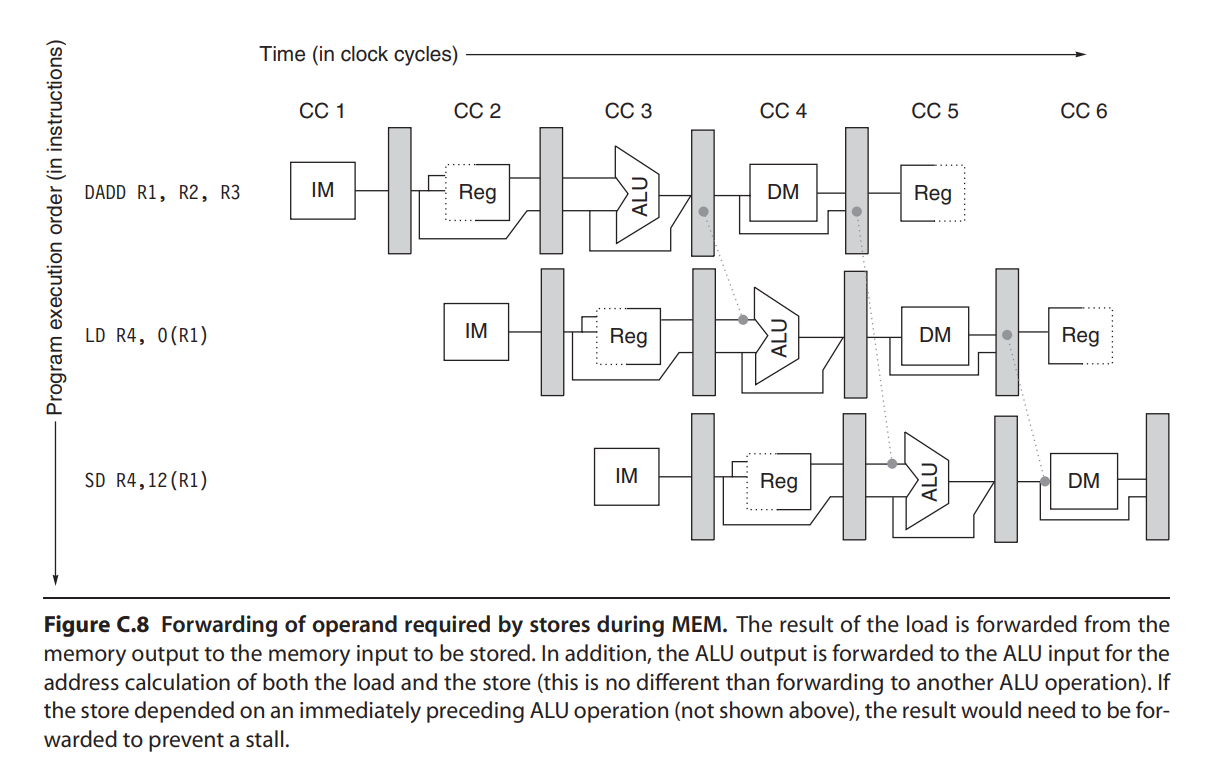 Time (in clock cycles)
Program execution order (in instructions)
CC 1 CC 2 CC 3 CC 4 CC 5 CC 6
DADD R1, R2, R3
IM Reg ALU DM Reg
LD R4, 0(R1)
IM Reg ALU DM Reg
SD R4,12(R1)
IM Reg ALU DM
Figure C.8 Forwarding of operand required by stores during MEM. The result of the load is forwarded from the
memory output to the memory input to be stored. In addition, the ALU output is forwarded to the ALU input for the
address calculation of both the load and the store (this is no different than forwarding to another ALU operation). If
the store depended on an immediately preceding ALU operation (not shown above), the result would need to be for-
warded to prevent a stall.